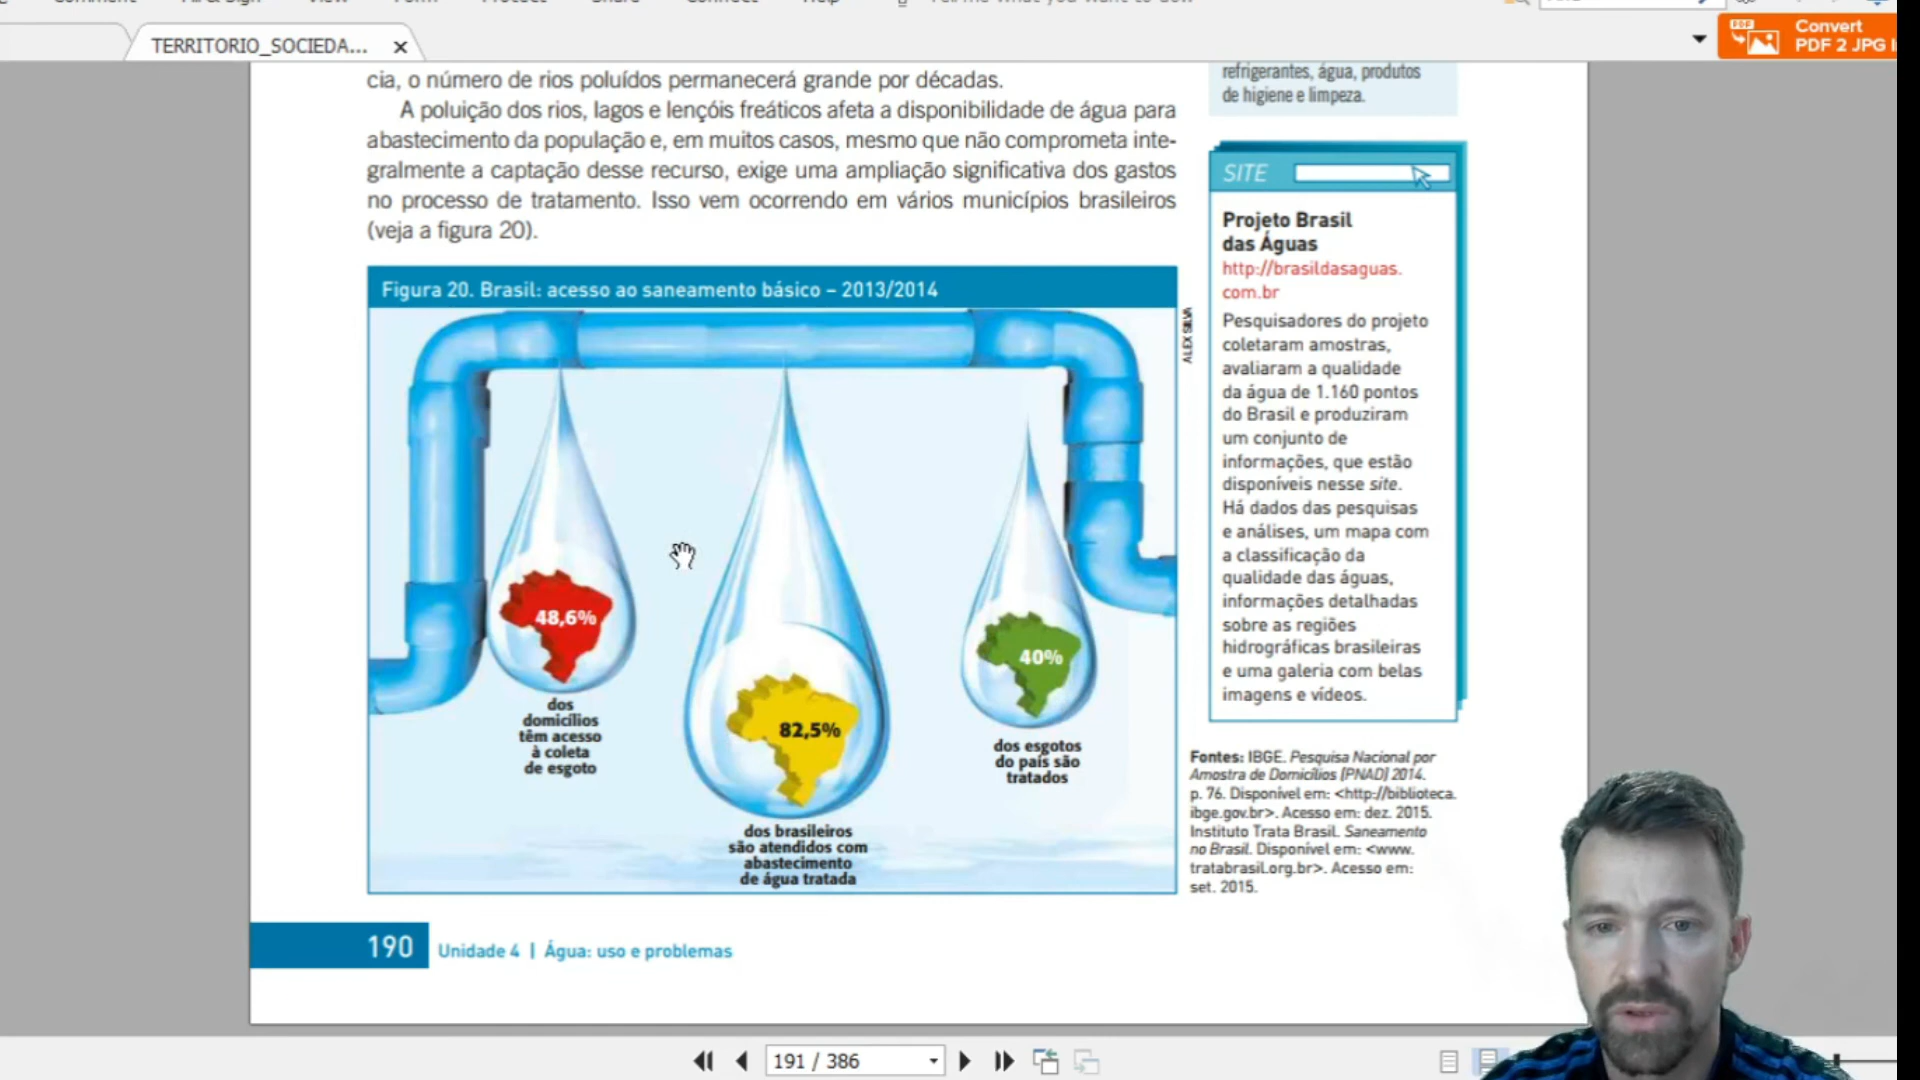 TERRITORIO_SOCIEDA...
Convert
PDF 2 JPG
cia, o número de rios poluídos permanecerá grande por décadas.
A poluição dos rios, lagos e lençóis freáticos afeta a disponibilidade de água para
abastecimento da população e, em muitos casos, mesmo que não comprometa inte-
gralmente a captação desse recurso, exige uma ampliação significativa dos gastos
no processo de tratamento. Isso vem ocorrendo em vários municípios brasileiros
(veja a figura 20).
Figura 20. Brasil: acesso ao saneamento básico – 2013/2014
48,6%
dos
domicílios
têm acesso
à coleta
de esgoto
82,5%
dos brasileiros
são atendidos com
abastecimento
de água tratada
40%
dos esgotos
do país são
tratados
ALEX SILVA
refrigerantes, água, produtos
de higiene e limpeza.
SITE
Projeto Brasil
das Águas
http://brasildasaguas.
com.br
Pesquisadores do projeto
coletaram amostras,
avaliaram a qualidade
da água de 1.160 pontos
do Brasil e produziram
um conjunto de
informações, que estão
disponíveis nesse site.
Há dados das pesquisas
e análises, um mapa com
a classificação da
qualidade das águas,
informações detalhadas
sobre as regiões
hidrográficas brasileiras
e uma galeria com belas
imagens e vídeos.
Fontes: IBGE. Pesquisa Nacional por
Amostra de Domicílios (PNAD) 2014.
p. 76. Disponível em: <http://biblioteca.
ibge.gov.br>. Acesso em: dez. 2015.
Instituto Trata Brasil. Saneamento
no Brasil. Disponível em: <www.
tratabrasil.org.br>. Acesso em:
set. 2015.
190 Unidade 4 | Água: uso e problemas
191 / 386